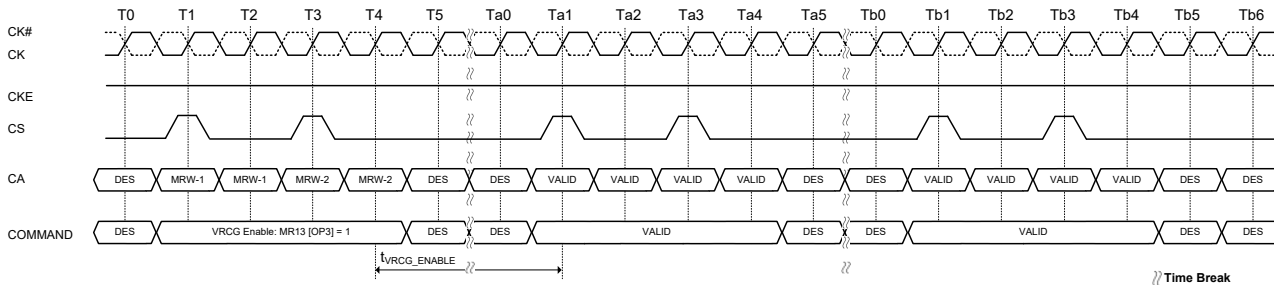 T0 T1 T2 T3 T4 T5 Ta0 Ta1 Ta2 Ta3 Ta4 Ta5 Tb0 Tb1 Tb2 Tb3 Tb4 Tb5 Tb6
CK#
CK
CKE
CS
CA DES MRW-1 MRW-1 MRW-2 MRW-2 DES DES VALID VALID VALID VALID DES DES VALID VALID VALID VALID DES DES
COMMAND DES VRCG Enable: MR13 [OP3] = 1 DES DES VALID DES DES VALID DES DES
tVRCG_ENABLE
Time Break